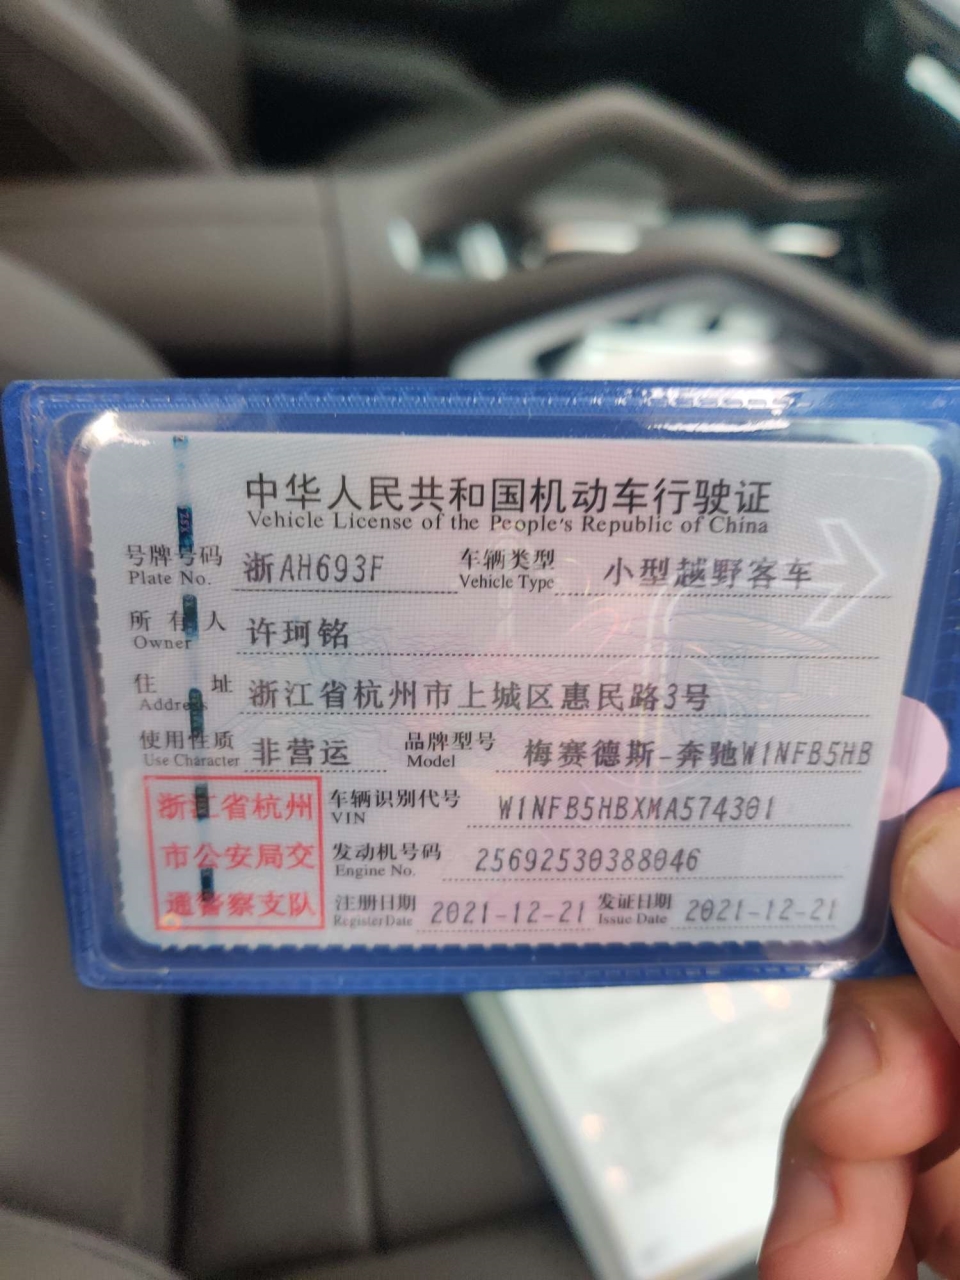 中华人民共和国机动车行驶证
Vehicle License of the People's Republic of China
号牌号码 浙AH693F 车辆类型 小型越野客车
Plate No. Vehicle Type
所有人 许珂铭
Owner
住址 浙江省杭州市上城区惠民路3号
Address
使用性质 非营运 品牌型号 梅赛德斯-奔驰W1NFB5HB
Use Character Model
浙江省杭州 车辆识别代号 W1NFB5HBXMA574301
VIN
市公安局交 发动机号码 25692530388046
Engine No.
通警察支队 注册日期 2021-12-21 发证日期 2021-12-21
Register Date Issue Date